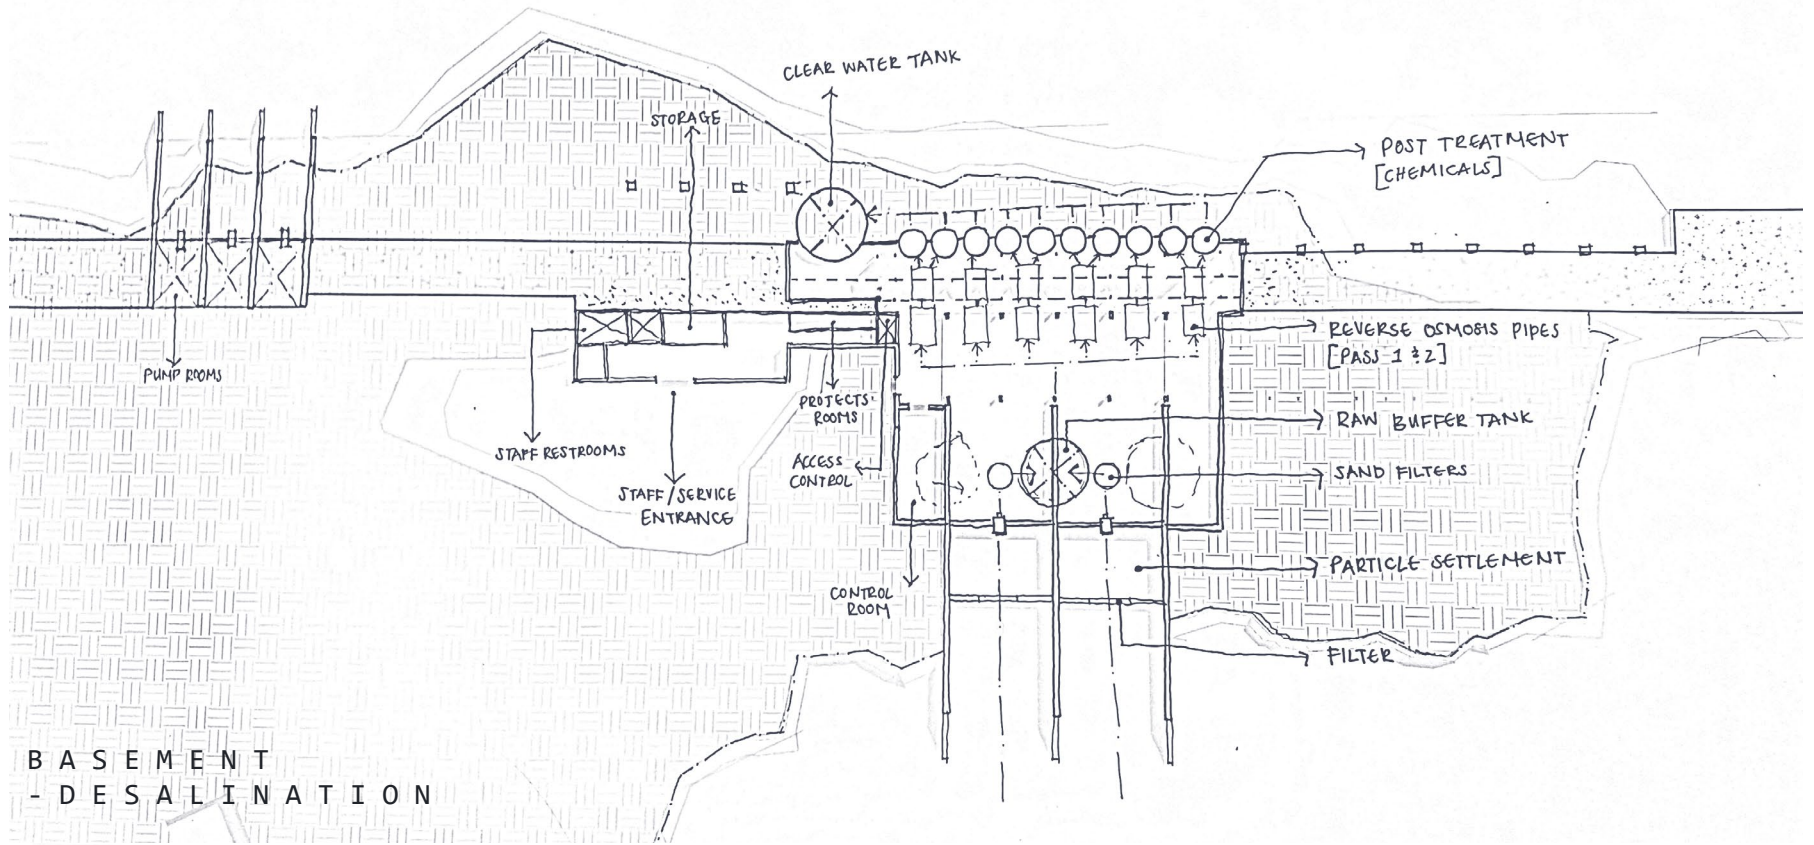 CLEAR WATER TANK
STORAGE
POST TREATMENT
[CHEMICALS]
PUMP ROOMS
REVERSE OSMOSIS PIPES
[PASS 1 & 2]
PROJECTS
ROOMS
RAW BUFFER TANK
STAFF RESTROOMS
ACCESS
CONTROL
SAND FILTERS
STAFF/SERVICE
ENTRANCE
PARTICLE SETTLEMENT
CONTROL
ROOM
FILTER
BASEMENT
-DESALINATION